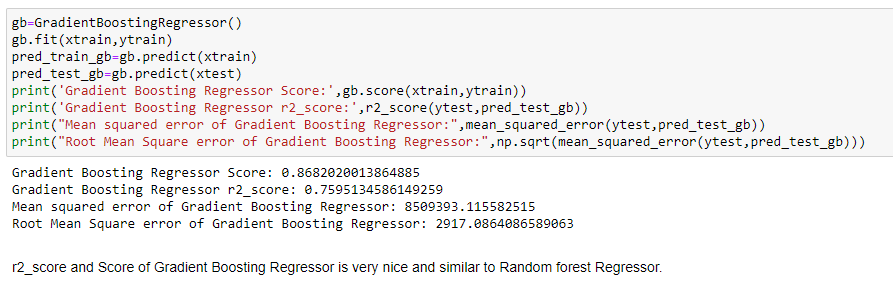 gb=GradientBoostingRegressor()
gb.fit(xtrain,ytrain)
pred_train_gb=gb.predict(xtrain)
pred_test_gb=gb.predict(xtest)
print('Gradient Boosting Regressor Score:',gb.score(xtrain,ytrain))
print('Gradient Boosting Regressor r2_score:',r2_score(ytest,pred_test_gb))
print("Mean squared error of Gradient Boosting Regressor:",mean_squared_error(ytest,pred_test_gb))
print("Root Mean Square error of Gradient Boosting Regressor:",np.sqrt(mean_squared_error(ytest,pred_test_gb)))
Gradient Boosting Regressor Score: 0.8682020013864885
Gradient Boosting Regressor r2_score: 0.7595134586149259
Mean squared error of Gradient Boosting Regressor: 8509393.115582515
Root Mean Square error of Gradient Boosting Regressor: 2917.0864086589063
r2_score and Score of Gradient Boosting Regressor is very nice and similar to Random forest Regressor.